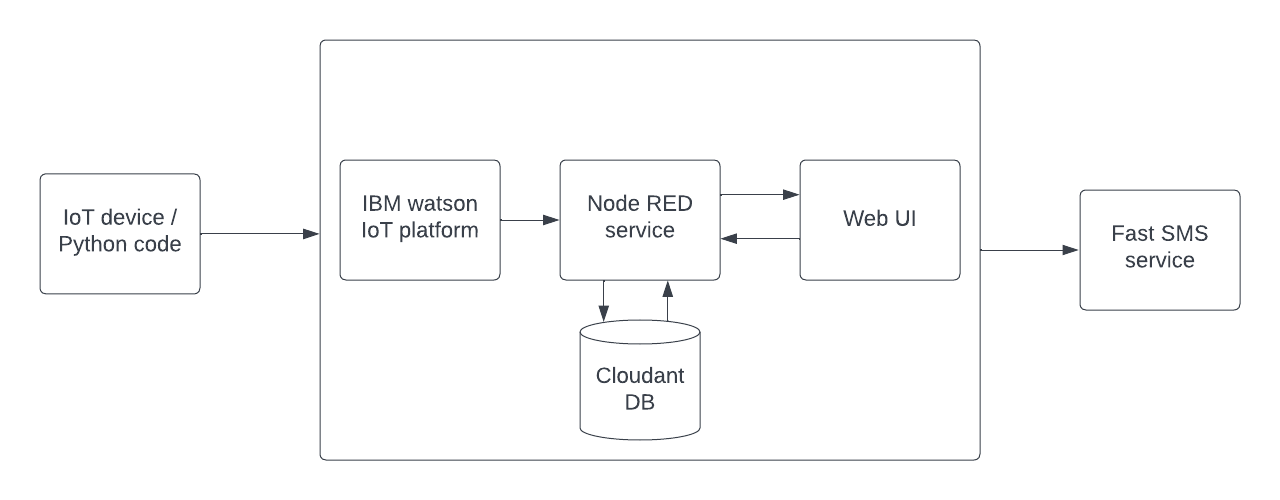 IoT device /
Python code
IBM watson
IoT platform
Node RED
service
Web UI
Cloudant
DB
Fast SMS
service